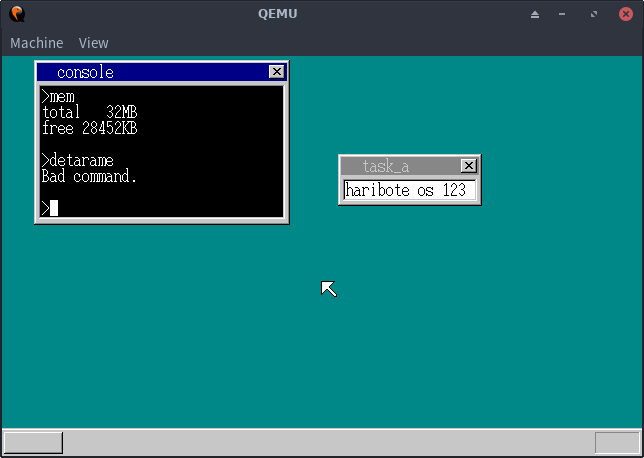 QEMU
Machine View
console
>mem
total 32MB
free 28452KB
>detarame
Bad command.
>
task_a
haribote os 123